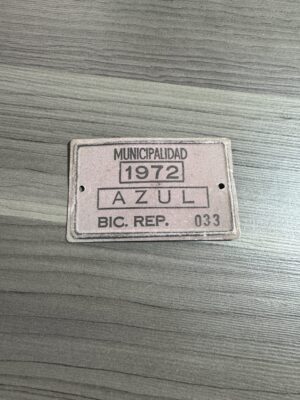 MUNICIPALIDAD
1972
AZUL
BIC. REP. 033